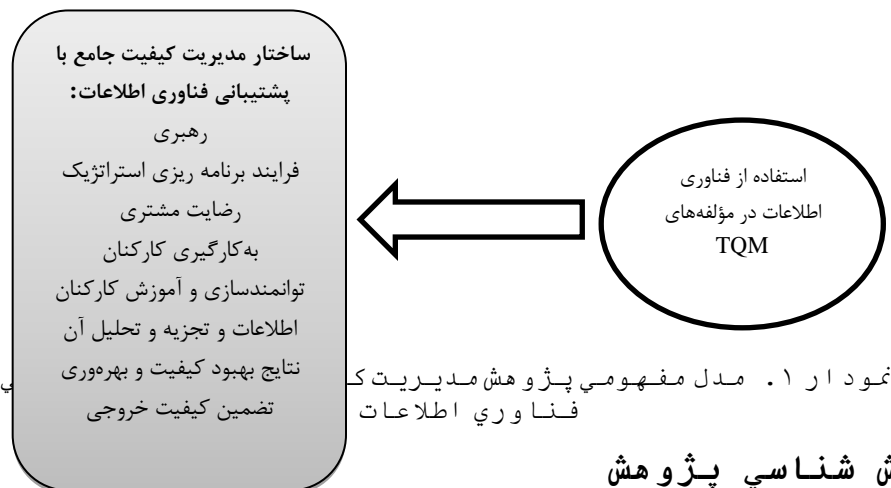 ساختار مدیریت کیفیت جامع با
پشتیبانی فناوری اطلاعات:
رهبری
فرایند برنامه ریزی استراتژیک
رضایت مشتری
به‌کارگیری کارکنان
توانمندسازی و آموزش کارکنان
اطلاعات و تجزیه و تحلیل آن
نتایج بهبود کیفیت و بهره‌وری
تضمین کیفیت خروجی
استفاده از فناوری
اطلاعات در مؤلفه‌های
TQM
نمودار ۱. مدل مفهومي پژوهش مديريت
فناوري اطلاعات
شناسي پژوهش